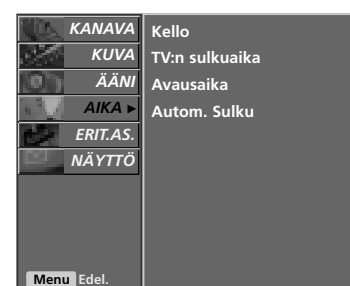 KANAVA
KUVA
ÄÄNI
AIKA ►
ERIT.AS.
NÄYTTÖ
Kello
TV:n sulkuaika
Avausaika
Autom. Sulku
Menu Edel.